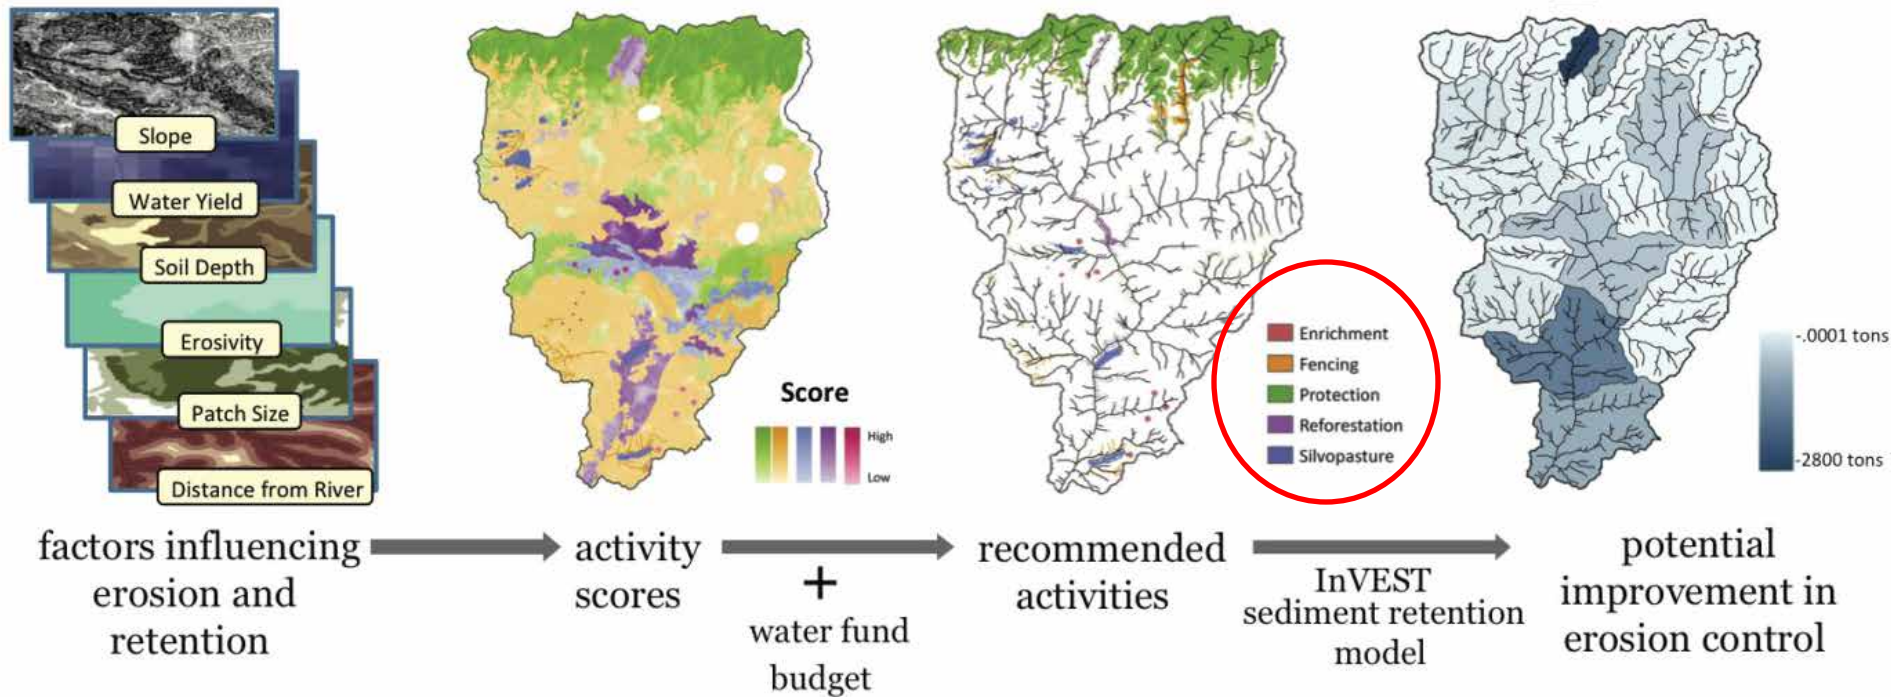 Slope
Water Yield
Soil Depth
Erosivity
Patch Size
Distance from River
Score
High
Low
Enrichment
Fencing
Protection
Reforestation
Silvopasture
-.0001 tons
-2800 tons
factors influencing
erosion and
retention
activity
scores
+
water fund
budget
recommended
activities
InVEST
sediment retention
model
potential
improvement in
erosion control